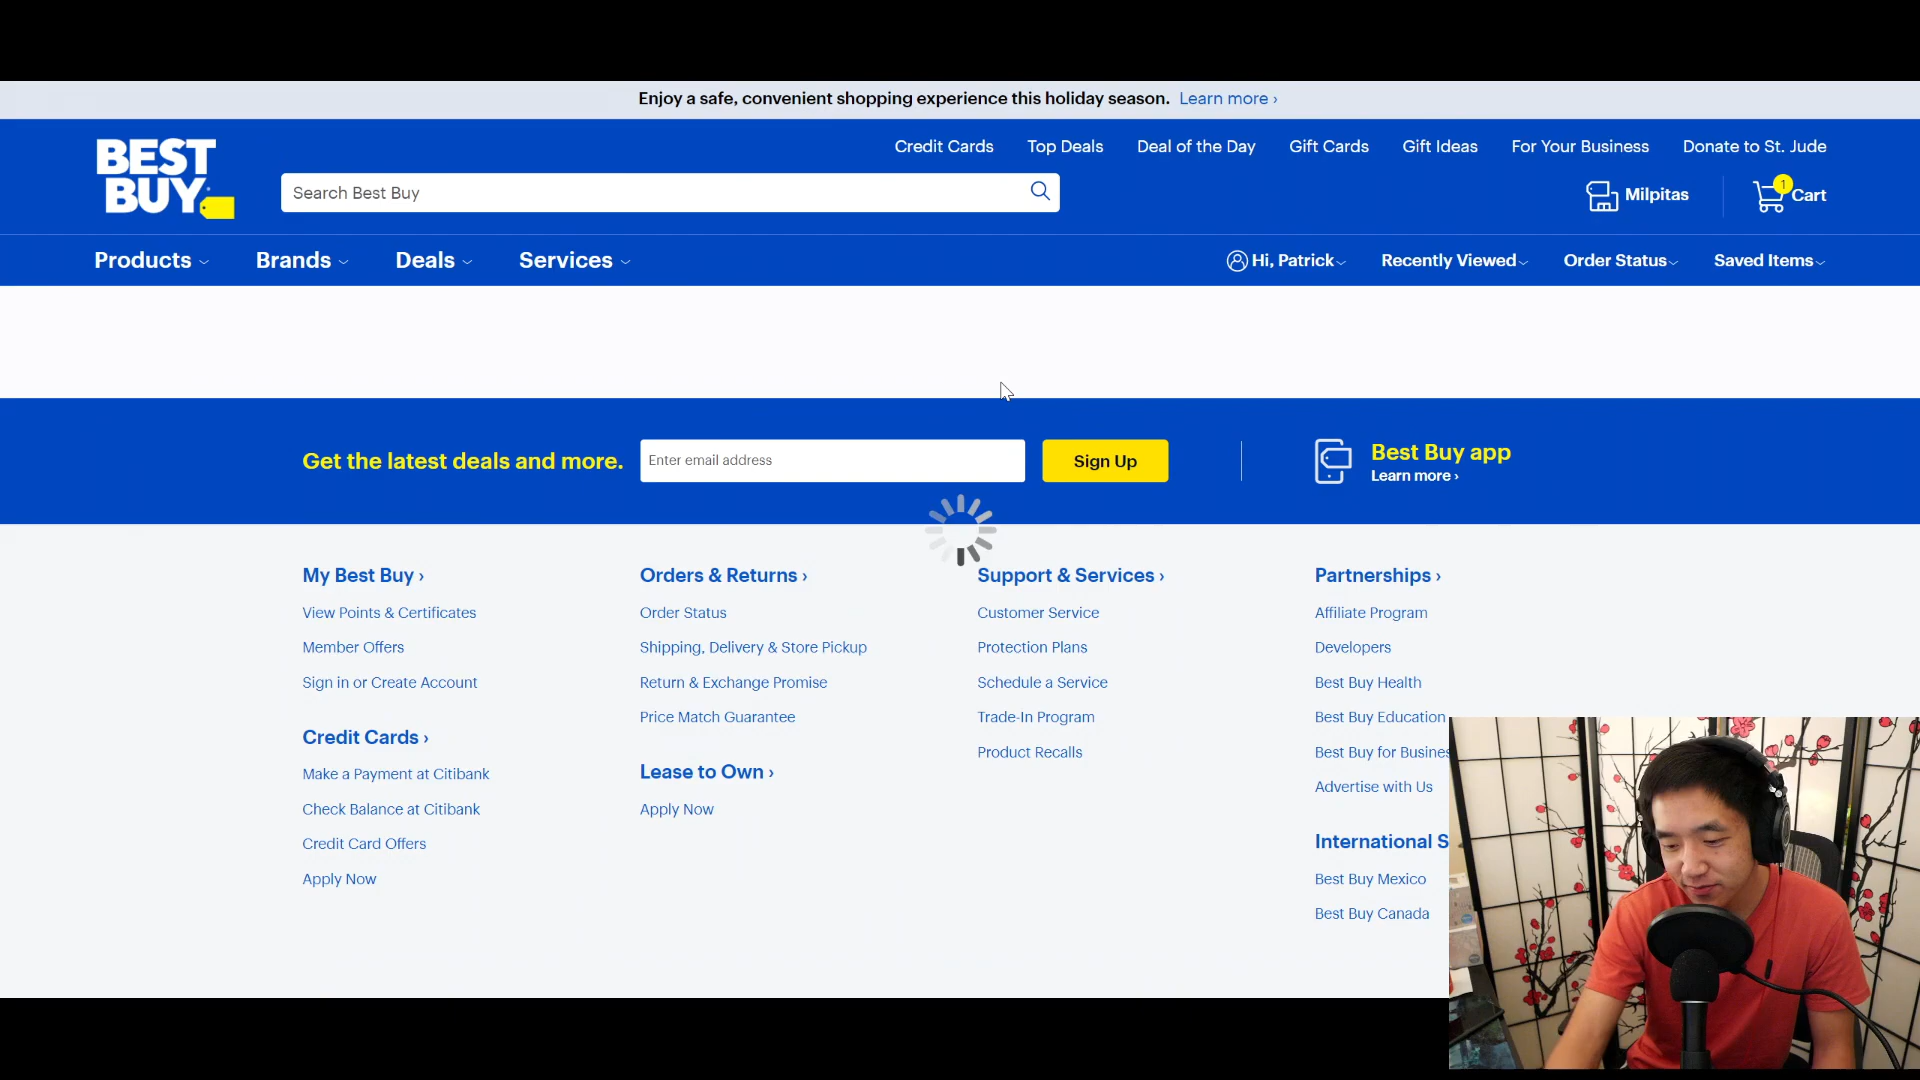 Enjoy a safe, convenient shopping experience this holiday season. Learn more ›
BEST
BUY
Credit Cards
Top Deals
Deal of the Day
Gift Cards
Gift Ideas
For Your Business
Donate to St. Jude
Search Best Buy
Milpitas
1
Cart
Products
Brands
Deals
Services
Hi, Patrick
Recently Viewed
Order Status
Saved Items
Get the latest deals and more.
Enter email address
Sign Up
Best Buy app
Learn more ›
My Best Buy ›
View Points & Certificates
Member Offers
Sign in or Create Account
Credit Cards ›
Make a Payment at Citibank
Check Balance at Citibank
Credit Card Offers
Apply Now
Orders & Returns ›
Order Status
Shipping, Delivery & Store Pickup
Return & Exchange Promise
Price Match Guarantee
Lease to Own ›
Apply Now
Support & Services ›
Customer Service
Protection Plans
Schedule a Service
Trade-In Program
Product Recalls
Partnerships ›
Affiliate Program
Developers
Best Buy Health
Best Buy Education
Best Buy for Busines
Advertise with Us
International S
Best Buy Mexico
Best Buy Canada